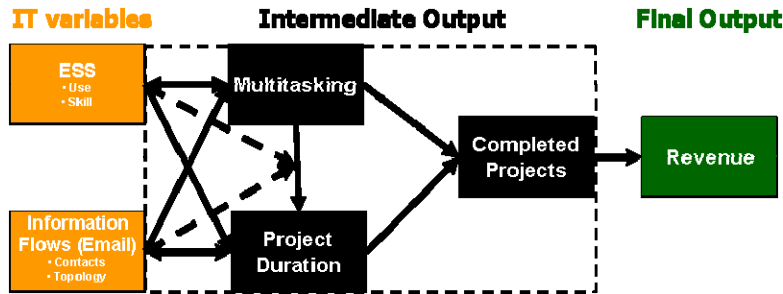 IT variables
Intermediate Output
Final Output
ESS
• Use
• Skill
Multitasking
Completed
Projects
Revenue
Information
Flows (Email)
• Contacts
• Topology
Project
Duration